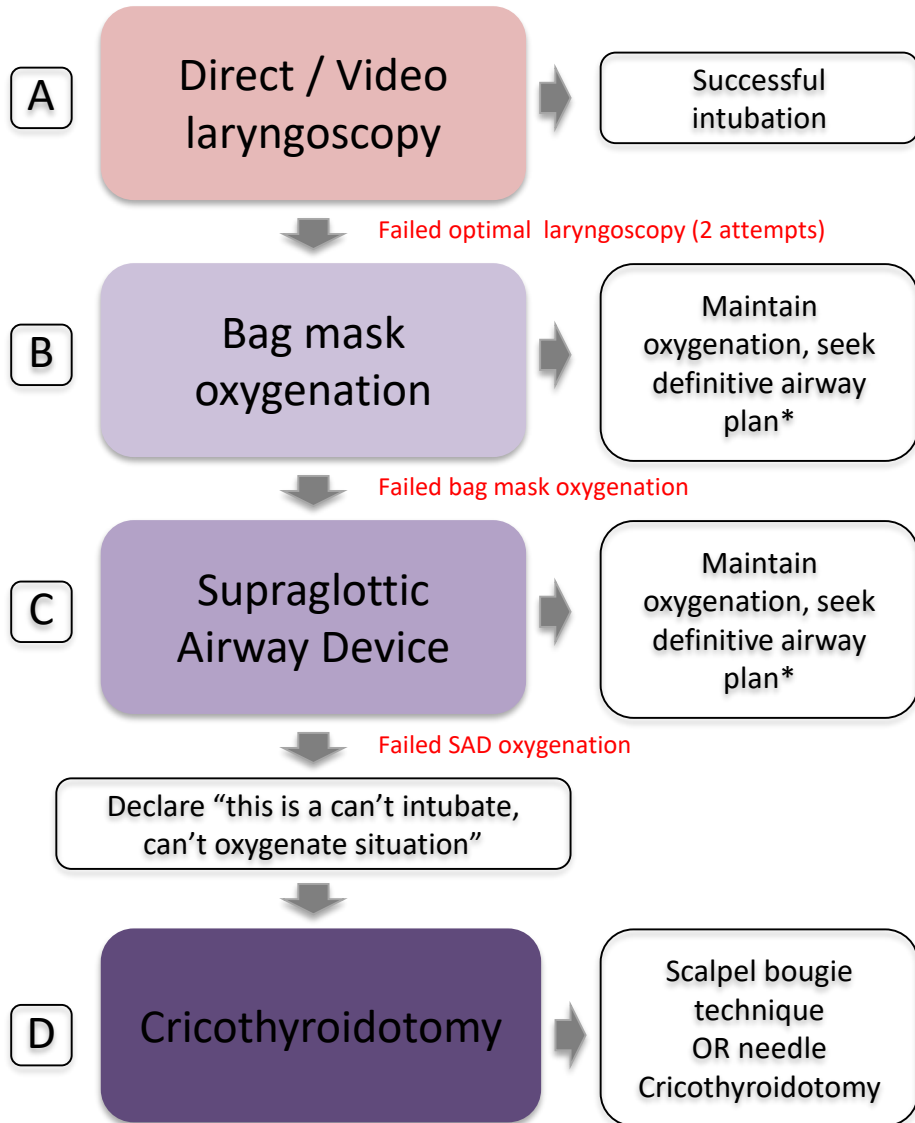 A
Direct / Video
laryngoscopy
Successful
intubation
Failed optimal laryngoscopy (2 attempts)
B
Bag mask
oxygenation
Maintain
oxygenation, seek
definitive airway
plan*
Failed bag mask oxygenation
C
Supraglottic
Airway Device
Maintain
oxygenation, seek
definitive airway
plan*
Failed SAD oxygenation
Declare “this is a can’t intubate,
can’t oxygenate situation”
D
Cricothyroidotomy
Scalpel bougie
technique
OR needle
Cricothyroidotomy